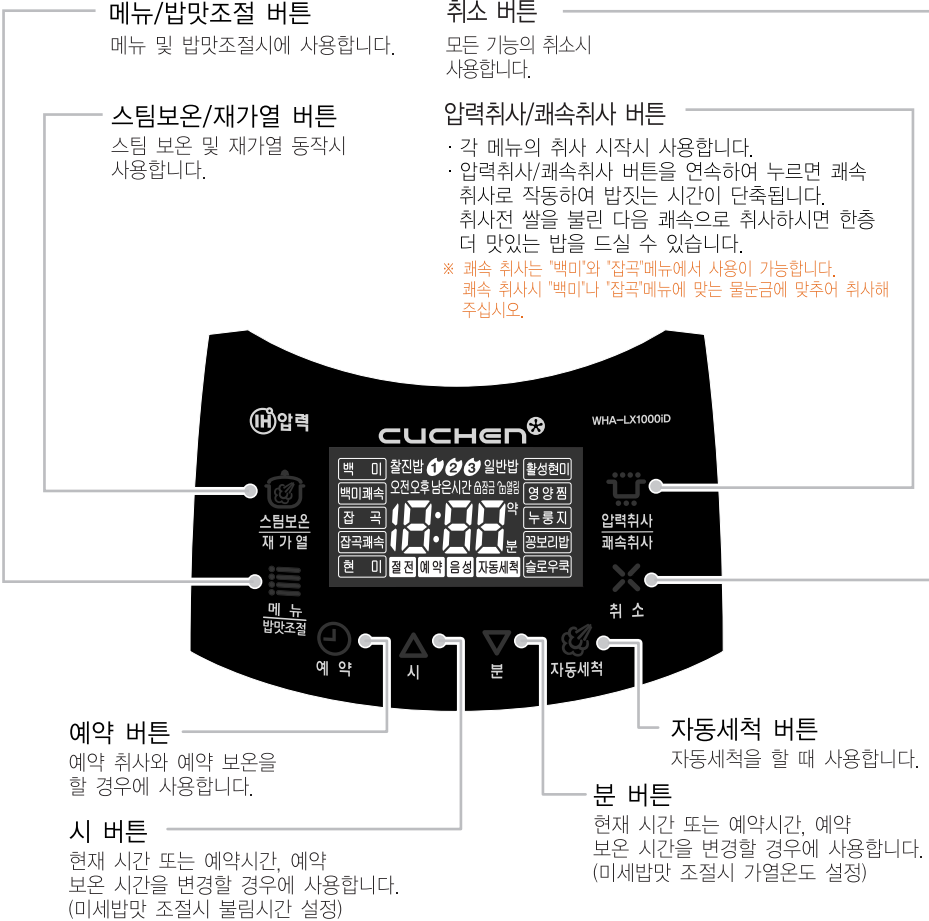 메뉴/밥맛조절 버튼
메뉴 및 밥맛조절시에 사용합니다.
취소 버튼
모든 기능의 취소시
사용합니다.
스팀보온/재가열 버튼
스팀 보온 및 재가열 동작시
사용합니다.
압력취사/쾌속취사 버튼
· 각 메뉴의 취사 시작시 사용합니다.
· 압력취사/쾌속취사 버튼을 연속하여 누르면 쾌속
취사로 작동하여 밥짓는 시간이 단축됩니다.
취사전 쌀을 불린 다음 쾌속으로 취사하시면 한층
더 맛있는 밥을 드실 수 있습니다.
※ 쾌속 취사는 "백미"와 "잡곡"메뉴에서 사용이 가능합니다.
쾌속 취사시 "백미"나 "잡곡"메뉴에 맞는 물눈금에 맞추어 취사해
주십시오.
IH압력
CUCHEN
WHA-LX1000iD
백 미 찰진밥 1 2 3 일반밥 활성현미
백미쾌속 오전오후 남은시간 잠금 열림 영양찜
잡 곡 18:88 약 누룽지
잡곡쾌속 분 꽁보리밥
현 미 절전 예약 음성 자동세척 슬로우쿡
스팀보온
재가열
압력취사
쾌속취사
메 뉴
밥맛조절
취 소
예 약
시
분
자동세척
예약 버튼
예약 취사와 예약 보온을
할 경우에 사용합니다.
자동세척 버튼
자동세척을 할 때 사용합니다.
시 버튼
현재 시간 또는 예약시간, 예약
보온 시간을 변경할 경우에 사용합니다.
(미세밥맛 조절시 불림시간 설정)
분 버튼
현재 시간 또는 예약시간, 예약
보온 시간을 변경할 경우에 사용합니다.
(미세밥맛 조절시 가열온도 설정)